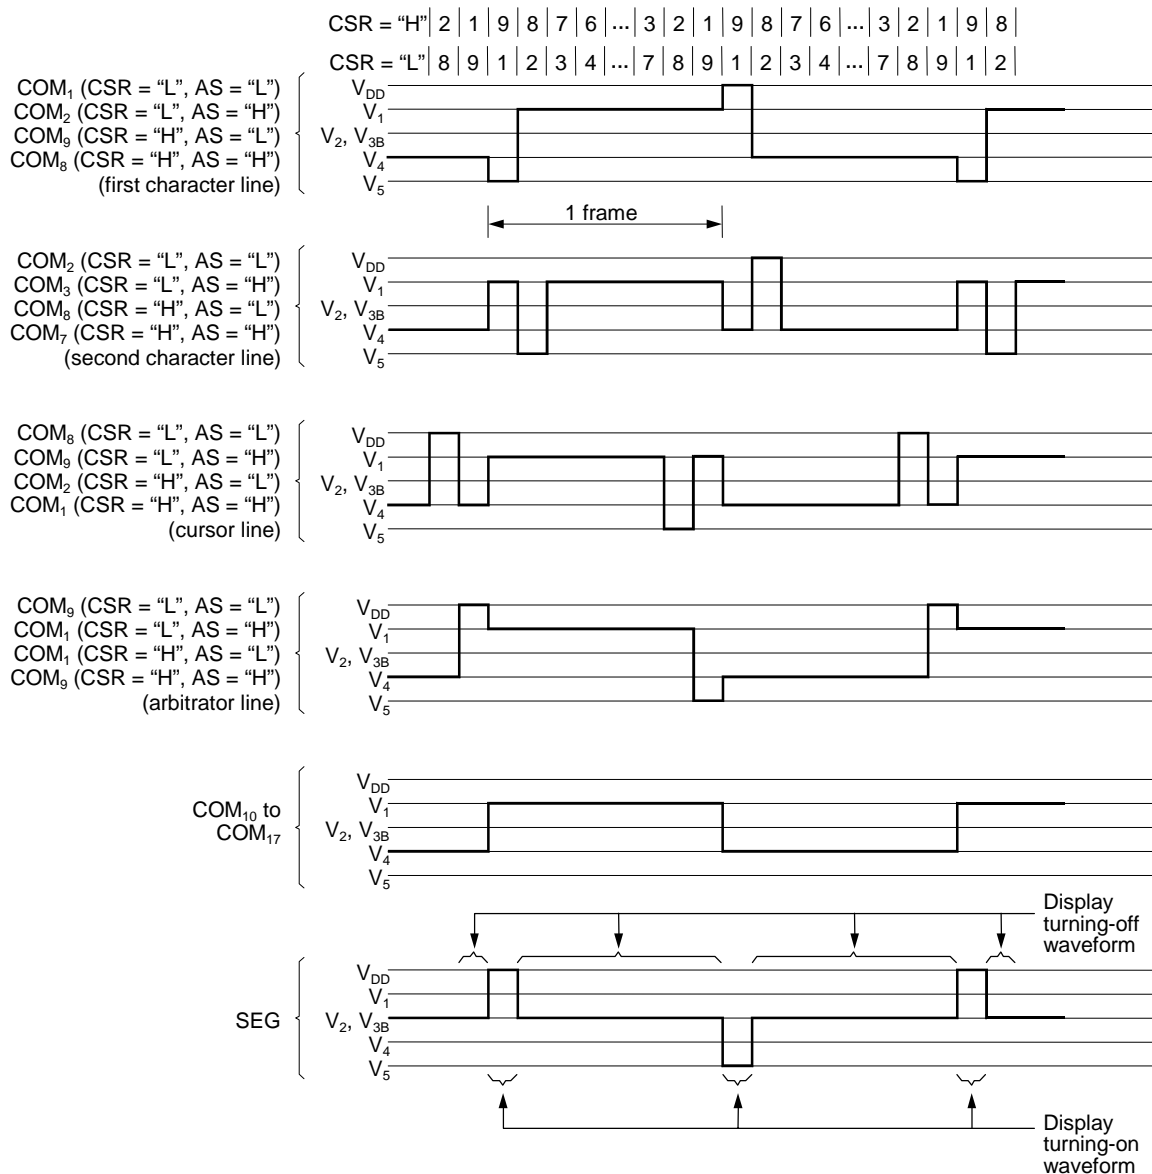 CSR = “H” 2 1 9 8 7 6 ... 3 2 1 9 8 7 6 ... 3 2 1 9 8
CSR = “L” 8 9 1 2 3 4 ... 7 8 9 1 2 3 4 ... 7 8 9 1 2
COM1 (CSR = “L”, AS = “L”)
COM2 (CSR = “L”, AS = “H”)
COM9 (CSR = “H”, AS = “L”)
COM8 (CSR = “H”, AS = “H”)
(first character line)
VDD
V1
V2, V3B
V4
V5
1 frame
COM2 (CSR = “L”, AS = “L”)
COM3 (CSR = “L”, AS = “H”)
COM8 (CSR = “H”, AS = “L”)
COM7 (CSR = “H”, AS = “H”)
(second character line)
VDD
V1
V2, V3B
V4
V5
COM8 (CSR = “L”, AS = “L”)
COM9 (CSR = “L”, AS = “H”)
COM2 (CSR = “H”, AS = “L”)
COM1 (CSR = “H”, AS = “H”)
(cursor line)
VDD
V1
V2, V3B
V4
V5
COM9 (CSR = “L”, AS = “L”)
COM1 (CSR = “L”, AS = “H”)
COM1 (CSR = “H”, AS = “L”)
COM9 (CSR = “H”, AS = “H”)
(arbitrator line)
VDD
V1
V2, V3B
V4
V5
COM10 to
COM17
VDD
V1
V2, V3B
V4
V5
Display
turning-off
waveform
SEG
VDD
V1
V2, V3B
V4
V5
Display
turning-on
waveform